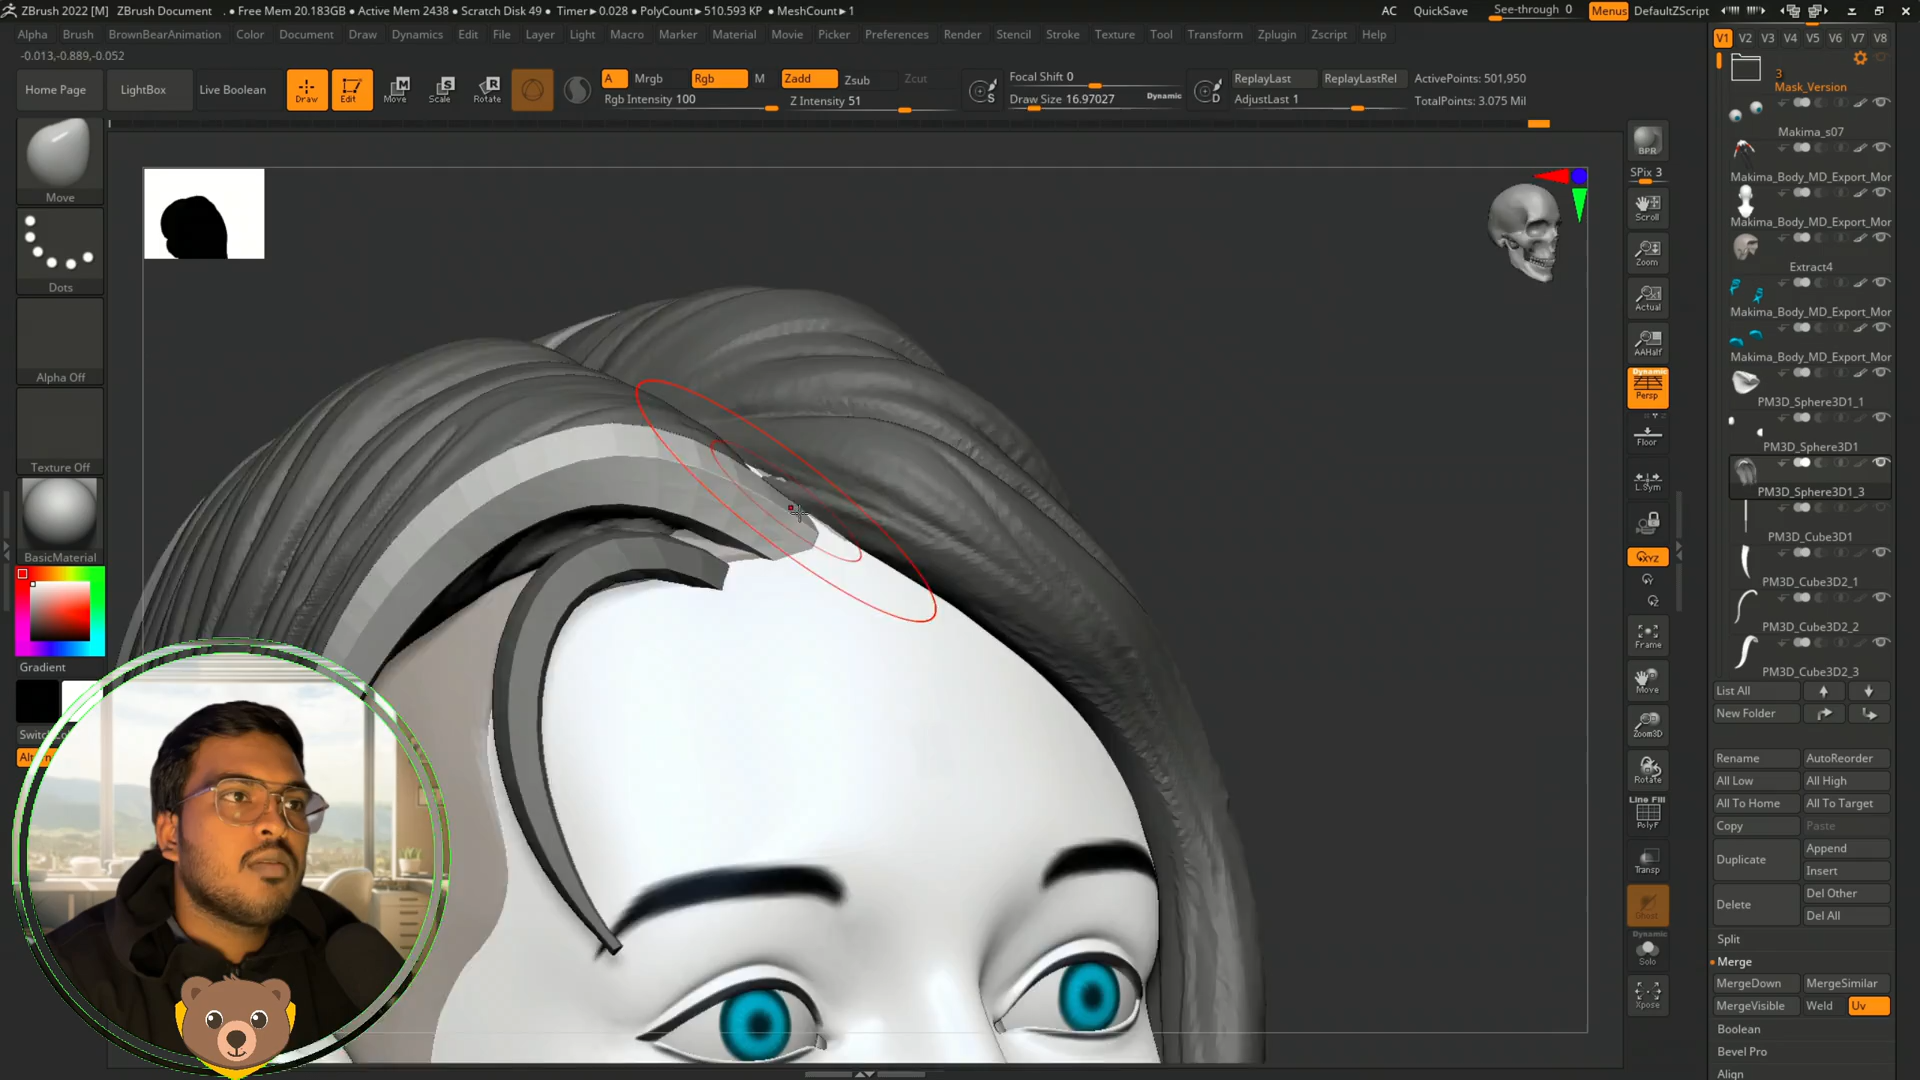 ZBrush 2022 [M] ZBrush Document . ● Free Mem 20.183GB ● Active Mem 2438 ● Scratch Disk 49 ● Timer▸0.028 ● PolyCount▸510.593 KP ● MeshCount▸1 AC QuickSave See-through 0 Menus DefaultZScript
Alpha Brush BrownBearAnimation Color Document Draw Dynamics Edit File Layer Light Macro Marker Material Movie Picker Preferences Render Stencil Stroke Texture Tool Transform Zplugin Zscript Help
-0.013,-0.889,-0.052
V1 V2 V3 V4 V5 V6 V7 V8
Home Page LightBox Live Boolean Draw Edit Move Scale Rotate
A Mrgb Rgb M Zadd Zsub Zcut
Rgb Intensity 100 Z Intensity 51
Focal Shift 0
Draw Size 16.97027 Dynamic
S D
ReplayLast ReplayLastRel ActivePoints: 501,950
AdjustLast 1 TotalPoints: 3.075 Mil
Move
Dots
Alpha Off
Texture Off
BasicMaterial
Gradient
BPR
SPix 3
Scroll
Zoom
Actual
AAHalf
Dynamic
Persp
Floor
L.Sym
XYZ
Y
Z
Frame
Move
Zoom3D
Rotate
Line Fill
PolyF
Transp
Ghost
Dynamic
Solo
Xpose
3
Mask_Version
Makima_s07
Makima_Body_MD_Export_Mor
Makima_Body_MD_Export_Mor
Extract4
Makima_Body_MD_Export_Mor
Makima_Body_MD_Export_Mor
PM3D_Sphere3D1_1
PM3D_Sphere3D1
PM3D_Sphere3D1_3
PM3D_Cube3D1
PM3D_Cube3D2_1
PM3D_Cube3D2_2
PM3D_Cube3D2_3
List All
New Folder
Rename AutoReorder
All Low All High
All To Home All To Target
Copy Paste
Duplicate Append
Insert
Delete Del Other
Del All
Split
Merge
MergeDown MergeSimilar
MergeVisible Weld Uv
Boolean
Bevel Pro
Align